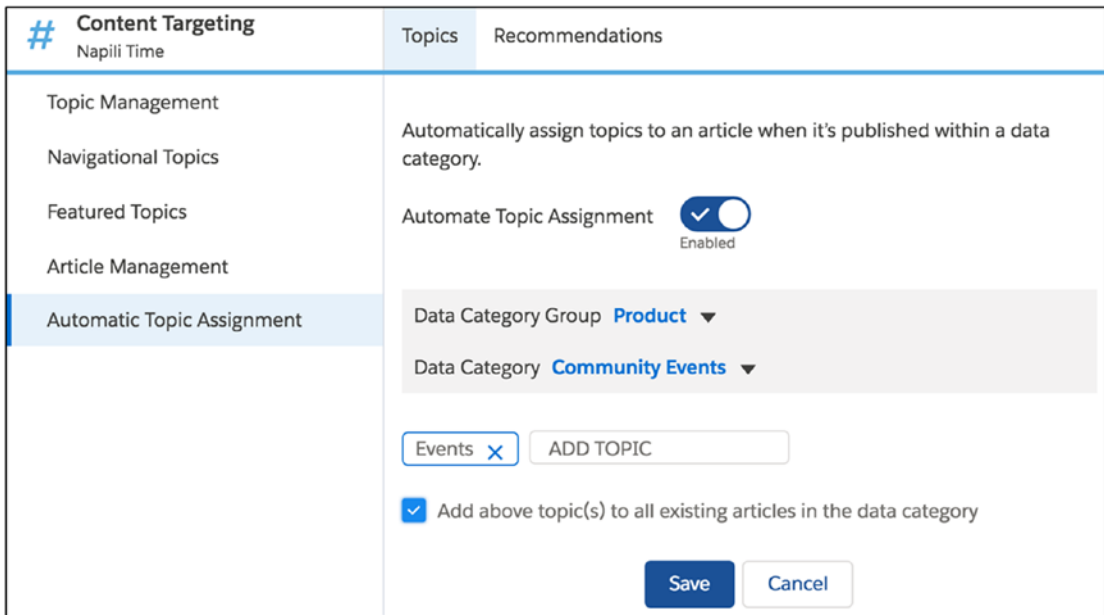 #
Content Targeting
Napili Time
Topics
Recommendations
Topic Management
Navigational Topics
Featured Topics
Article Management
Automatic Topic Assignment
Automatically assign topics to an article when it's published within a data
category.
Automate Topic Assignment
Enabled
Data Category Group Product
Data Category Community Events
Events
ADD TOPIC
Add above topic(s) to all existing articles in the data category
Save
Cancel